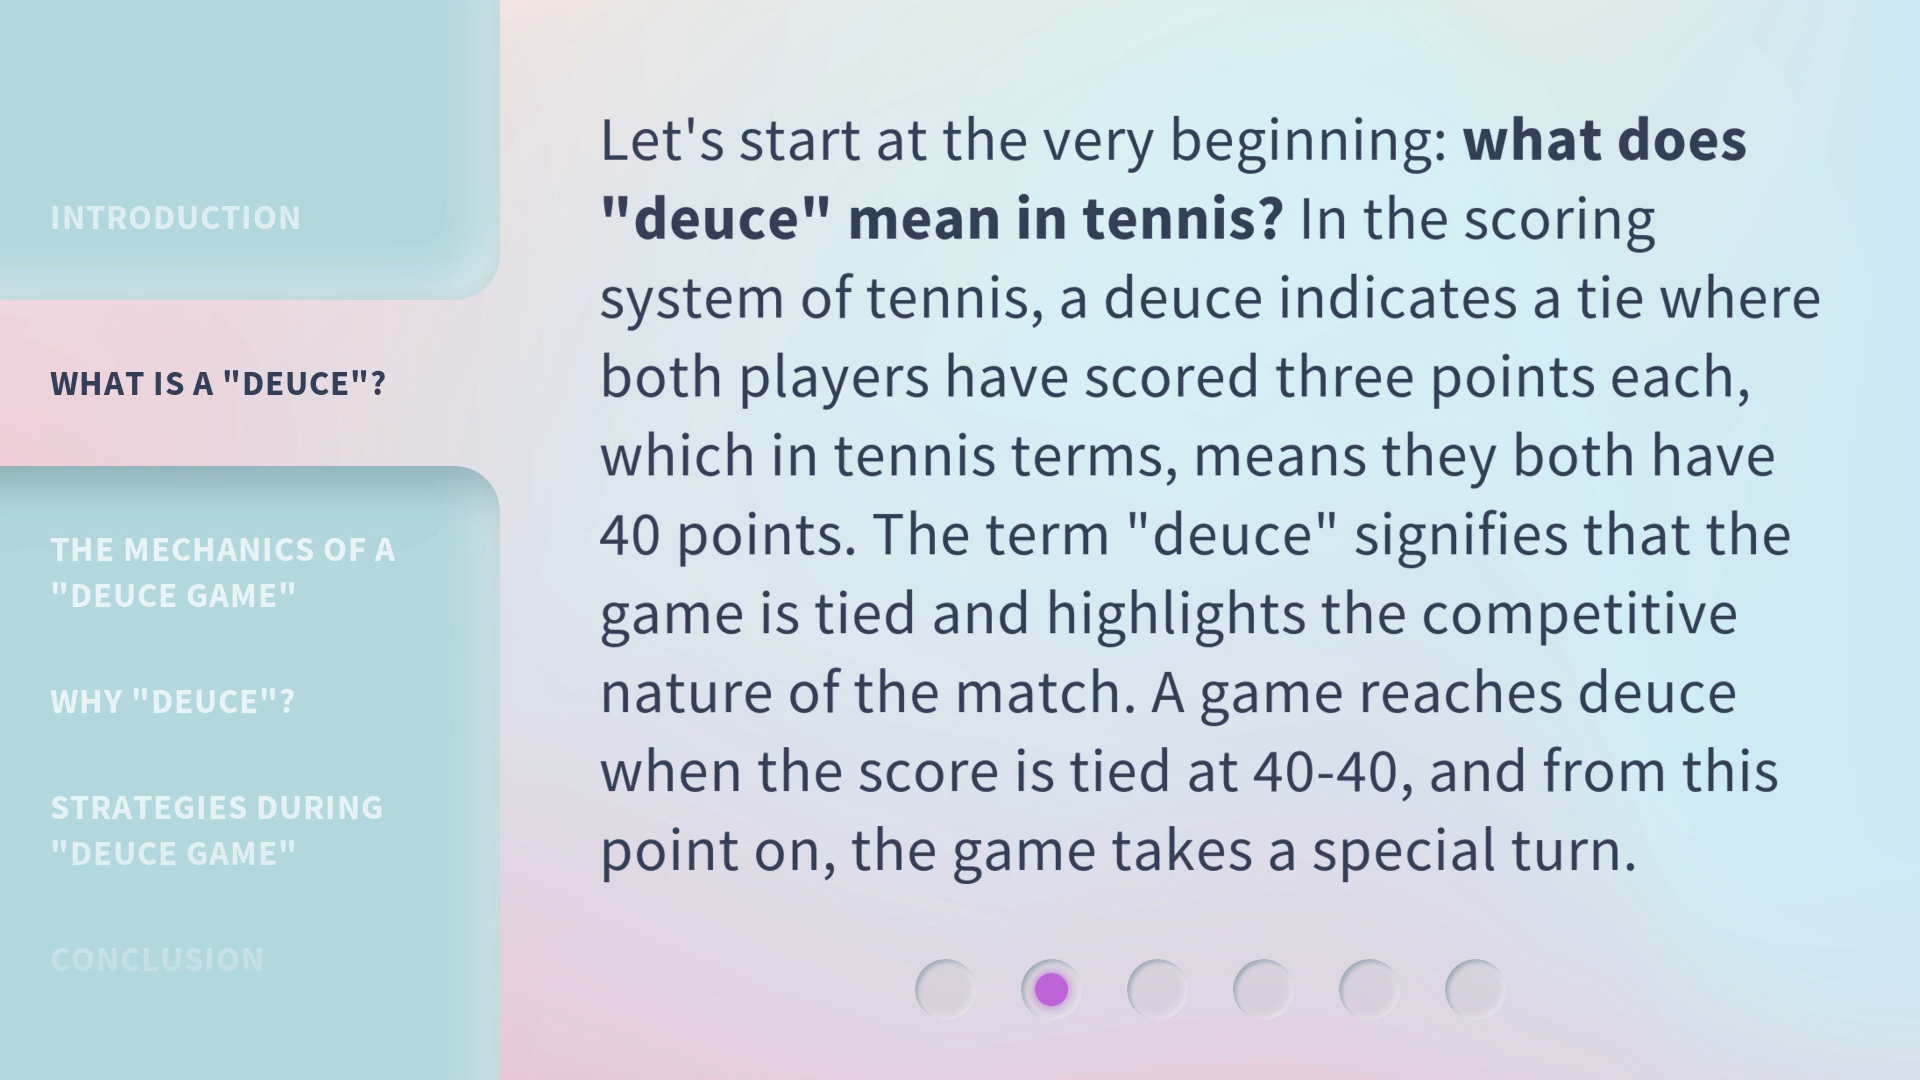 INTRODUCTION
WHAT IS A "DEUCE"?
THE MECHANICS OF A
"DEUCE GAME"
WHY "DEUCE"?
STRATEGIES DURING
"DEUCE GAME"
CONCLUSION
Let's start at the very beginning: what does
"deuce" mean in tennis? In the scoring
system of tennis, a deuce indicates a tie where
both players have scored three points each,
which in tennis terms, means they both have
40 points. The term "deuce" signifies that the
game is tied and highlights the competitive
nature of the match. A game reaches deuce
when the score is tied at 40-40, and from this
point on, the game takes a special turn.